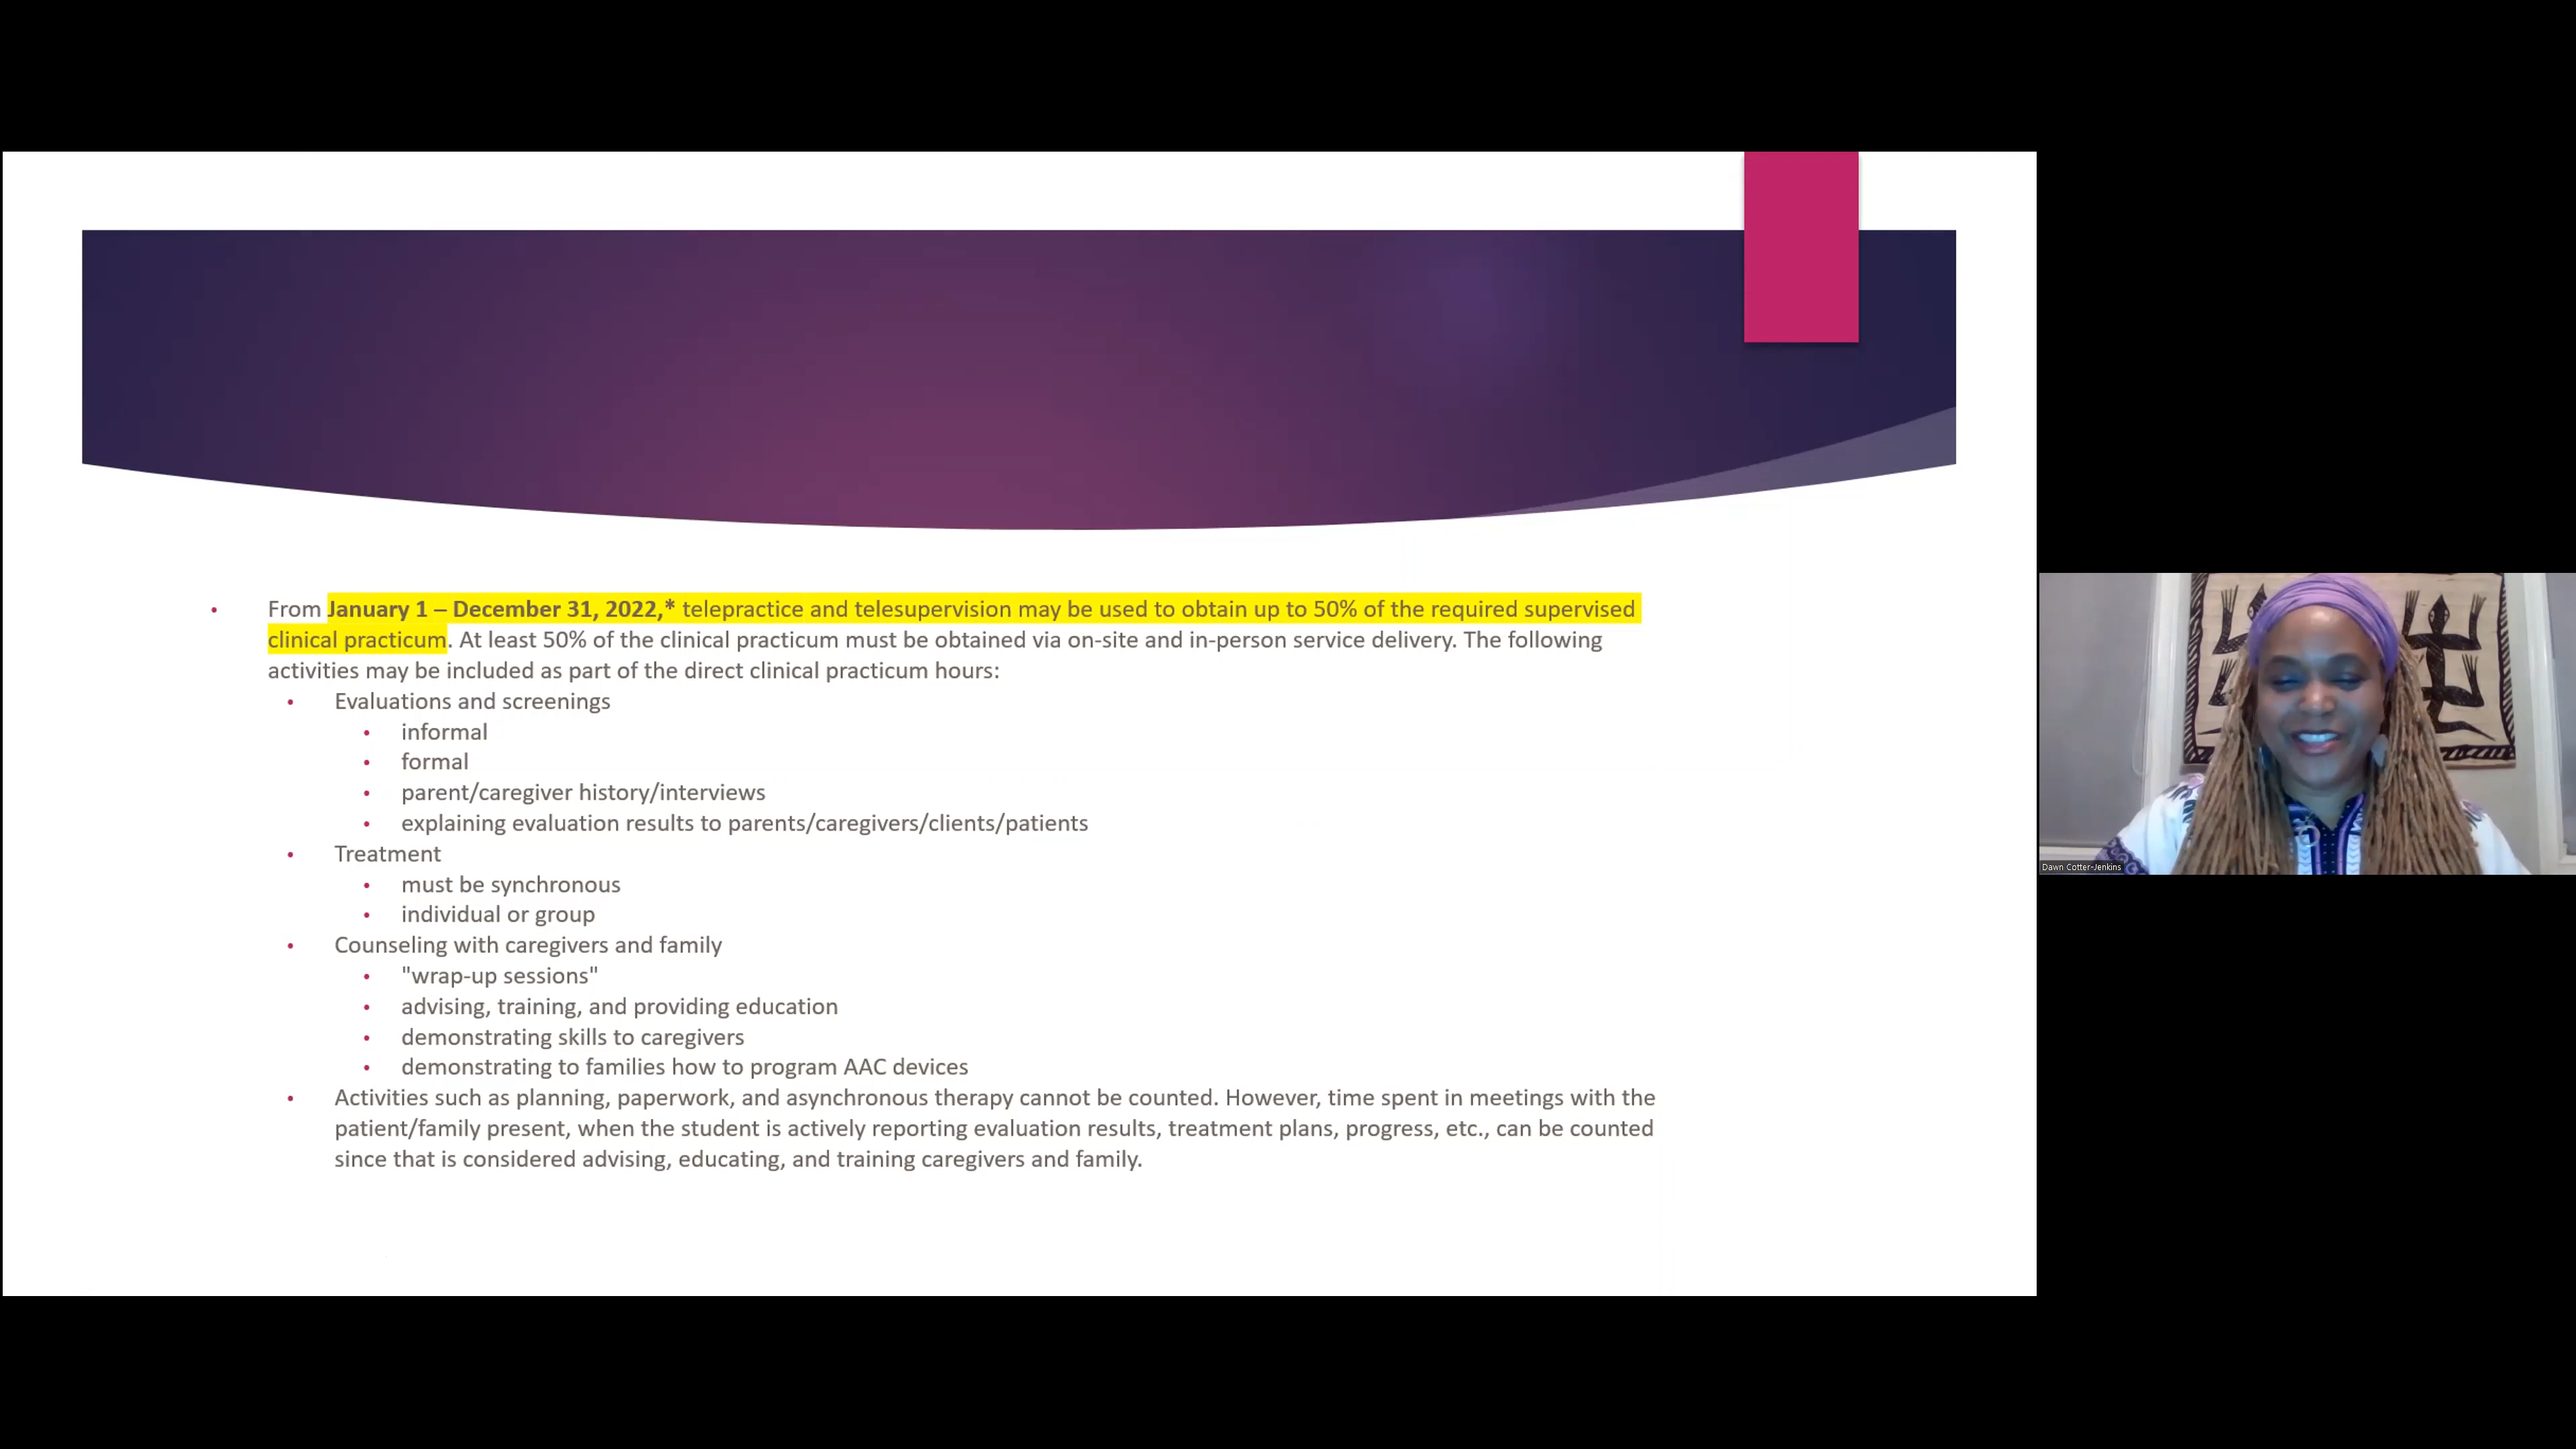 From January 1 – December 31, 2022,* telepractice and telesupervision may be used to obtain up to 50% of the required supervised
clinical practicum. At least 50% of the clinical practicum must be obtained via on-site and in-person service delivery. The following
activities may be included as part of the direct clinical practicum hours:
Evaluations and screenings
informal
formal
parent/caregiver history/interviews
explaining evaluation results to parents/caregivers/clients/patients
Treatment
must be synchronous
individual or group
Counseling with caregivers and family
"wrap-up sessions"
advising, training, and providing education
demonstrating skills to caregivers
demonstrating to families how to program AAC devices
Activities such as planning, paperwork, and asynchronous therapy cannot be counted. However, time spent in meetings with the
patient/family present, when the student is actively reporting evaluation results, treatment plans, progress, etc., can be counted
since that is considered advising, educating, and training caregivers and family.
Dawn Cotter-Jenkins